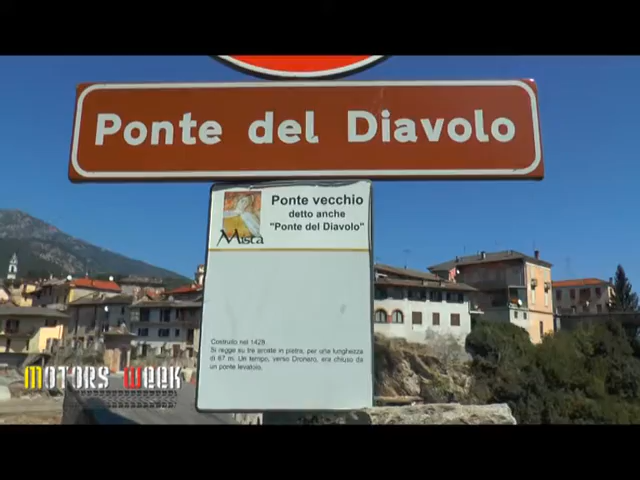 Ponte del Diavolo
Ponte vecchio
detto anche
"Ponte del Diavolo"
Mistà
Costruito nel 1428.
Si regge su tre arcate in pietra, per una lunghezza
di 67 m. Un tempo, verso Dronero, era chiuso da
un ponte levatoio.
MOTORS WEEK